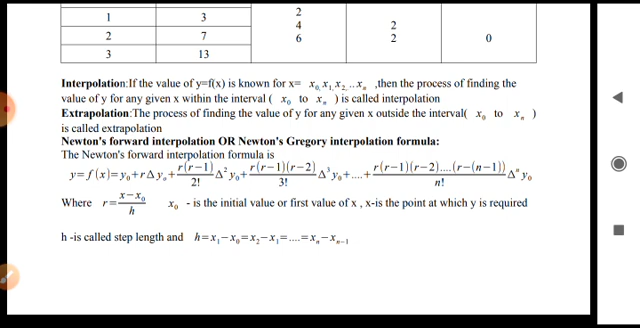 1 3 2
4 2
2 7 6 2 0
3 13
Interpolation:If the value of y=f(x) is known for x= x₀, x₁, x₂,...xₙ ,then the process of finding the
value of y for any given x within the interval ( x₀ to xₙ ) is called interpolation
Extrapolation:The process of finding the value of y for any given x outside the interval( x₀ to xₙ )
is called extrapolation
Newton's forward interpolation OR Newton's Gregory interpolation formula:
The Newton's forward interpolation formula is
y=f(x)=y₀+rΔy₀+r(r−1)/2! Δ²y₀+r(r−1)(r−2)/3! Δ³y₀+....+r(r−1)(r−2)....(r−(n−1))/n! Δⁿy₀
Where r=x−x₀/h x₀ - is the initial value or first value of x , x-is the point at which y is required
h -is called step length and h=x₁−x₀=x₂−x₁=....=xₙ−xₙ₋₁